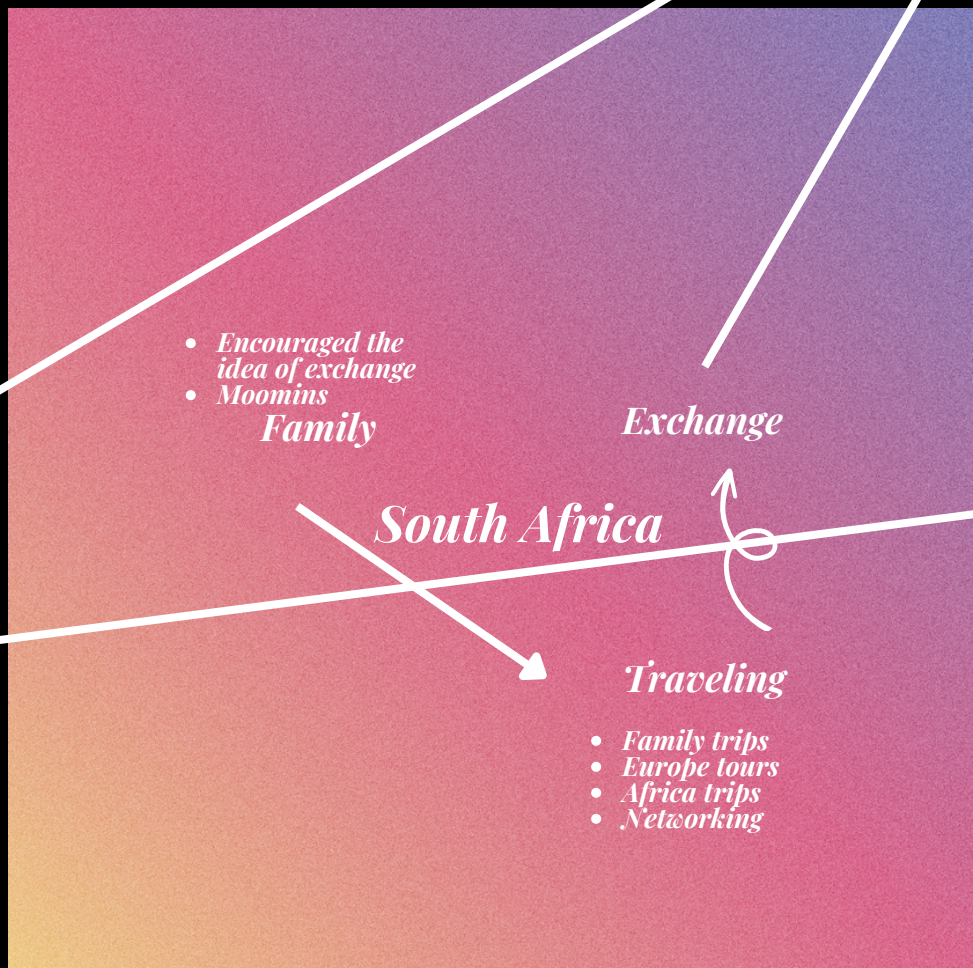 Encouraged the
idea of exchange
Moomins
Family
Exchange
South Africa
Traveling
Family trips
Europe tours
Africa trips
Networking